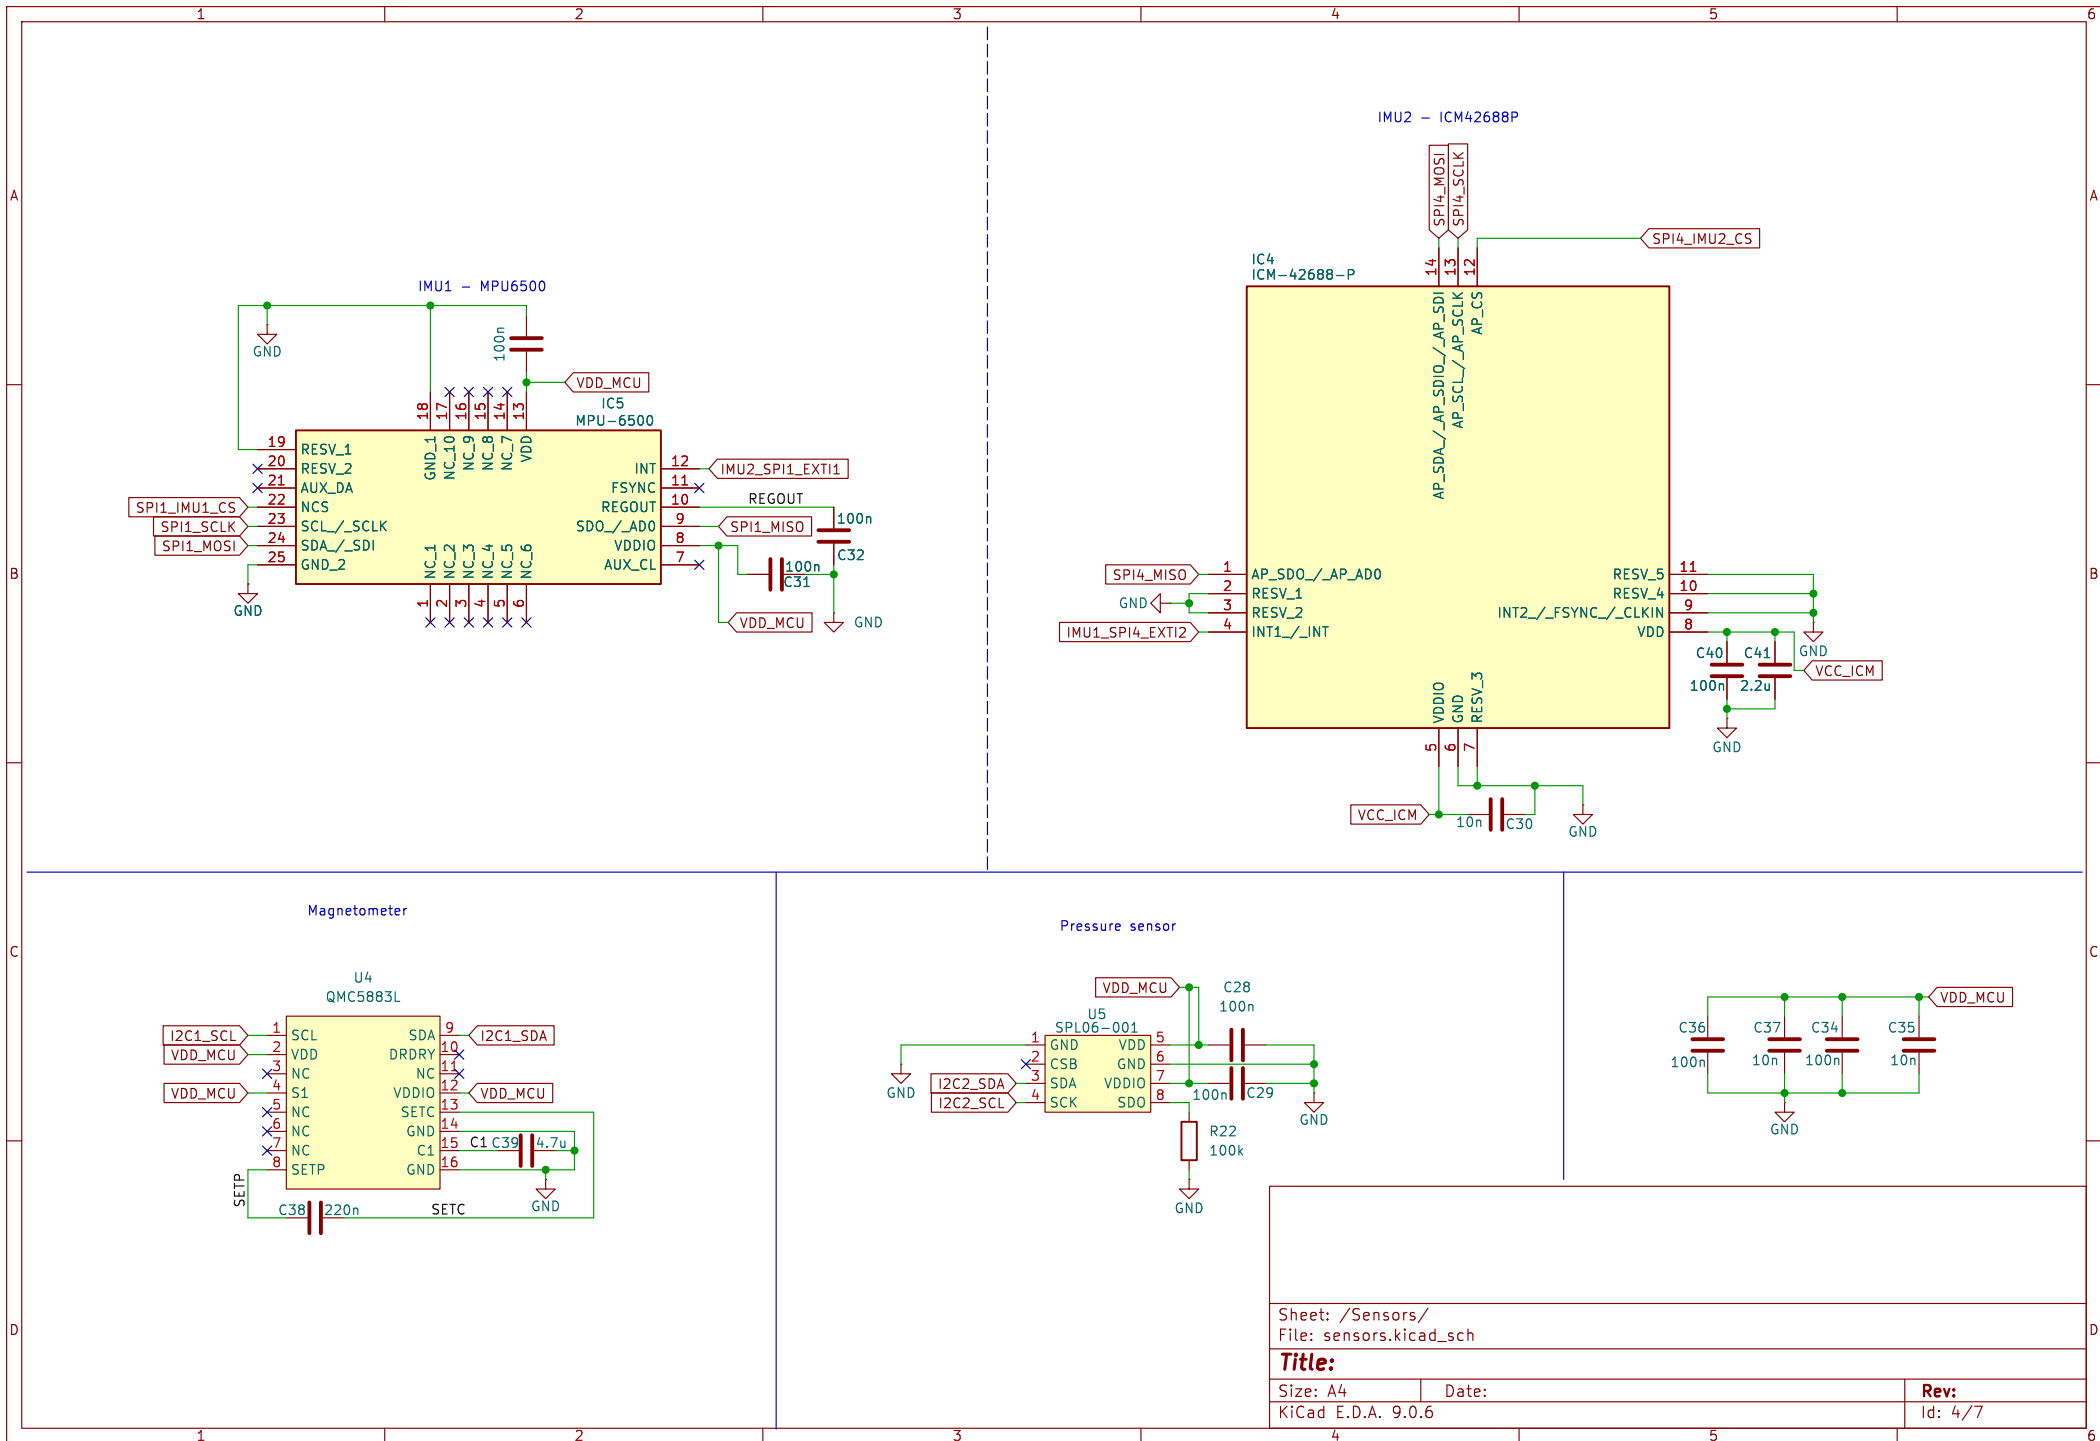 1 2 3 4 5 6
A
B
C
D
A
B
C
D
1 2 3 4 5 6
IMU1 - MPU6500
GND
100n
VDD_MCU
IC5
MPU-6500
18 17 16 15 14 13
GND_1 NC_10 NC_9 NC_8 NC_7 VDD
19 RESV_1
20 RESV_2
21 AUX_DA
SPI1_IMU1_CS 22 NCS
SPI1_SCLK 23 SCL_/_SCLK
SPI1_MOSI 24 SDA_/_SDI
25 GND_2
GND
INT 12 IMU2_SPI1_EXTI1
FSYNC 11
REGOUT 10 REGOUT
SDO_/_AD0 9 SPI1_MISO
VDDIO 8
AUX_CL 7
NC_1 NC_2 NC_3 NC_4 NC_5 NC_6
1 2 3 4 5 6
100n
C32
100n
C31
VDD_MCU
GND
IMU2 - ICM42688P
SPI4_MOSI
SPI4_SCLK
SPI4_IMU2_CS
IC4
ICM-42688-P
14 13 12
AP_SDA_/_AP_SDIO_/_AP_SDI
AP_SCL_/_AP_SCLK
AP_CS
SPI4_MISO 1 AP_SDO_/_AP_AD0
GND 2 RESV_1
3 RESV_2
IMU1_SPI4_EXTI2 4 INT1_/_INT
RESV_5 11
RESV_4 10
INT2_/_FSYNC_/_CLKIN 9
VDD 8
GND
C40
100n
C41
2.2u
VCC_ICM
GND
VDDIO GND RESV_3
5 6 7
VCC_ICM
10n C30
GND
Magnetometer
U4
QMC5883L
I2C1_SCL 1 SCL
VDD_MCU 2 VDD
3 NC
VDD_MCU 4 S1
5 NC
6 NC
7 NC
8 SETP
SDA 9 I2C1_SDA
DRDRY 10
NC 11
VDDIO 12 VDD_MCU
SETC 13
GND 14
C1 15 C1 C39 4.7u
GND 16
GND
SETP
C38 220n
SETC
Pressure sensor
VDD_MCU
C28
100n
U5
SPL06-001
1 GND
2 CSB
I2C2_SDA 3 SDA
I2C2_SCL 4 SCK
VDD 5
GND 6
VDDIO 7
SDO 8
GND
100n C29
GND
R22
100k
GND
VDD_MCU
C36
100n
C37
10n
C34
100n
C35
10n
GND
Sheet: /Sensors/
File: sensors.kicad_sch
Title:
Size: A4 Date: Rev:
KiCad E.D.A. 9.0.6 Id: 4/7